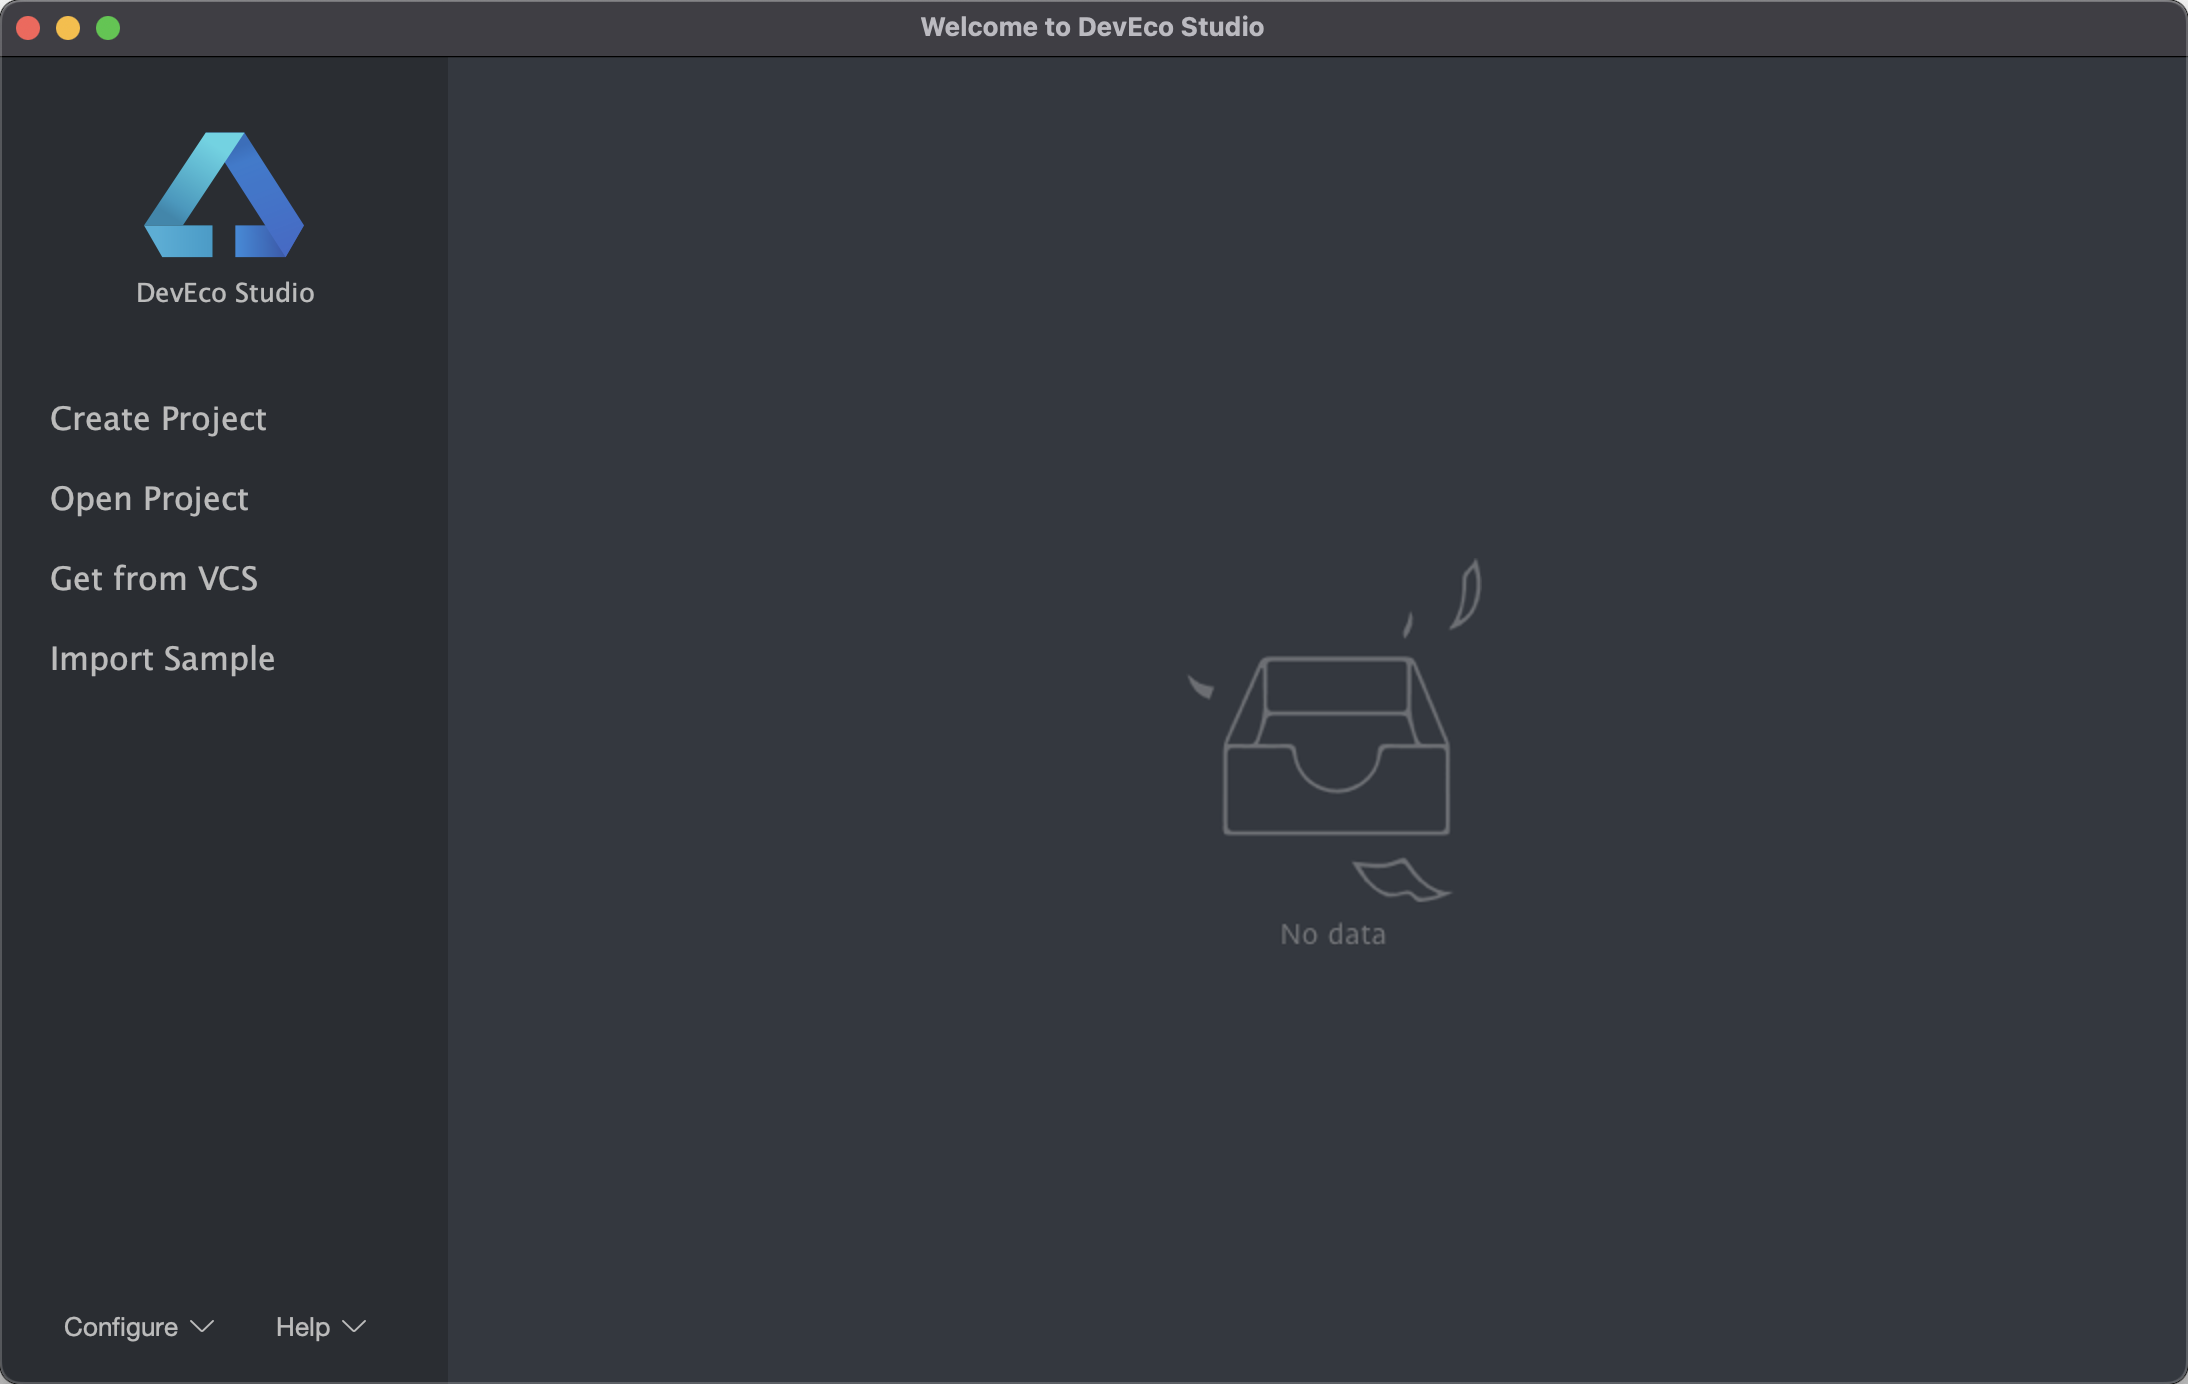 Welcome to DevEco Studio
DevEco Studio
Create Project
Open Project
Get from VCS
Import Sample
No data
Configure
Help